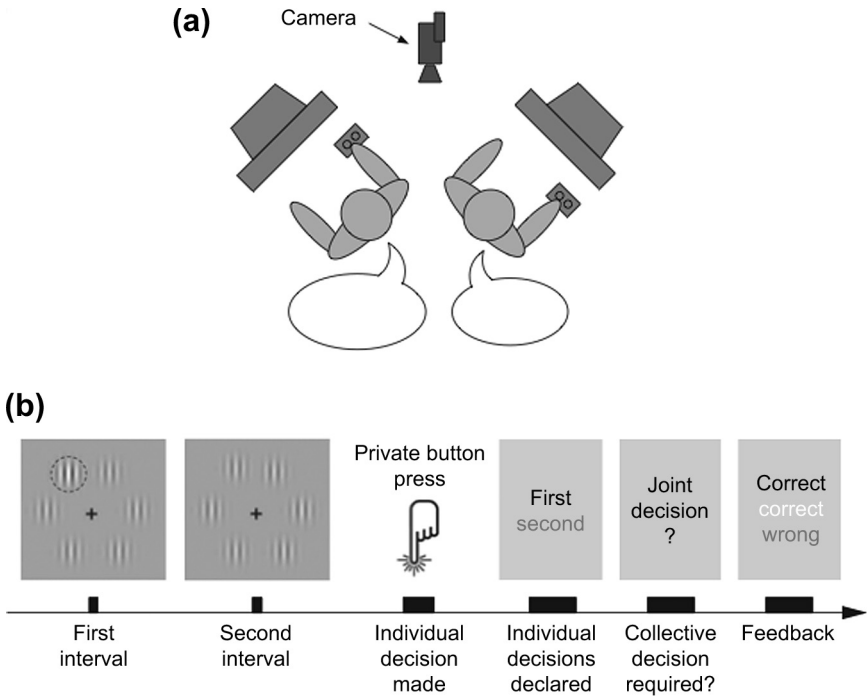 (a)
Camera
(b)
Private button
press
First
second
Joint
decision
?
Correct
correct
wrong
First
interval
Second
interval
Individual
decision
made
Individual
decisions
declared
Collective
decision
required?
Feedback